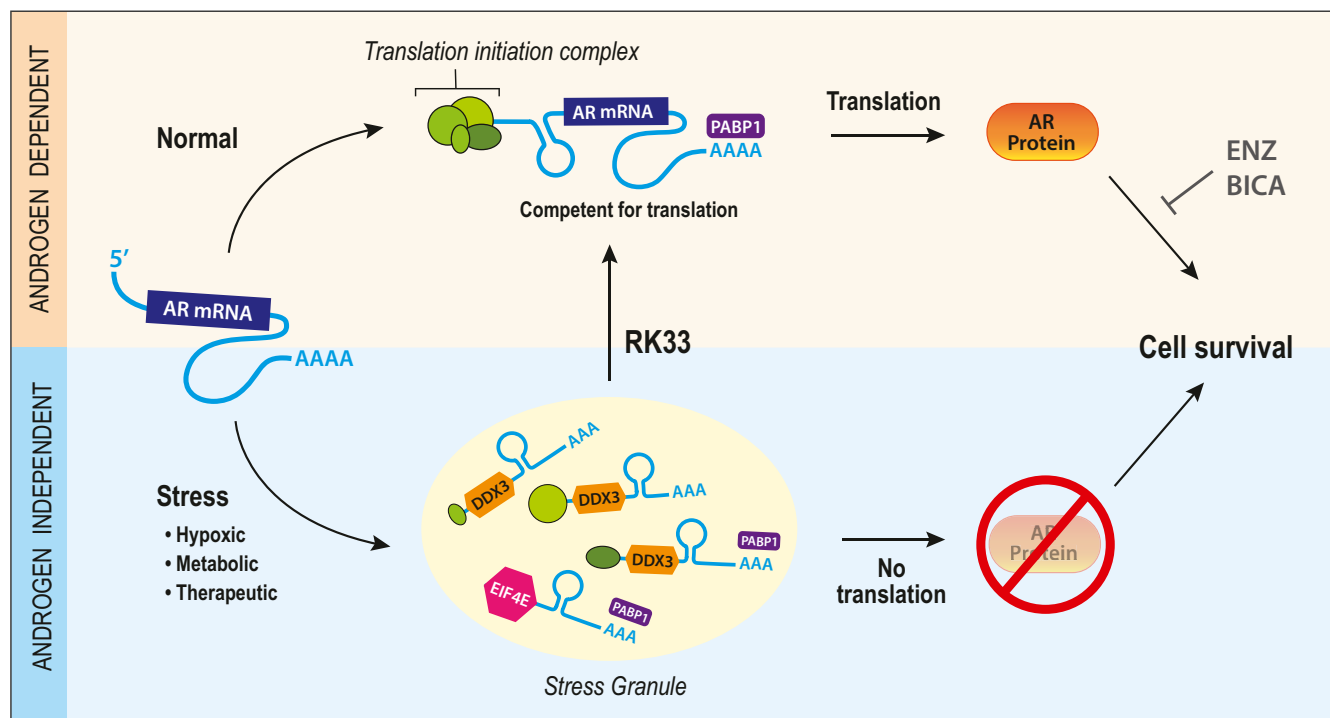 ANDROGEN DEPENDENT
Translation initiation complex
Normal
AR mRNA
PABP1
AAAA
Competent for translation
Translation
AR
Protein
ENZ
BICA
5’
AR mRNA
AAAA
RK33
Cell survival
ANDROGEN INDEPENDENT
Stress
• Hypoxic
• Metabolic
• Therapeutic
DDX3
AAA
DDX3
AAA
DDX3
PABP1
AAA
EIF4E
PABP1
AAA
Stress Granule
No
translation
AR
Protein